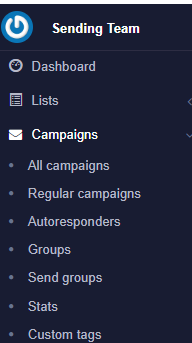 Sending Team
Dashboard
Lists
Campaigns
All campaigns
Regular campaigns
Autoresponders
Groups
Send groups
Stats
Custom tags